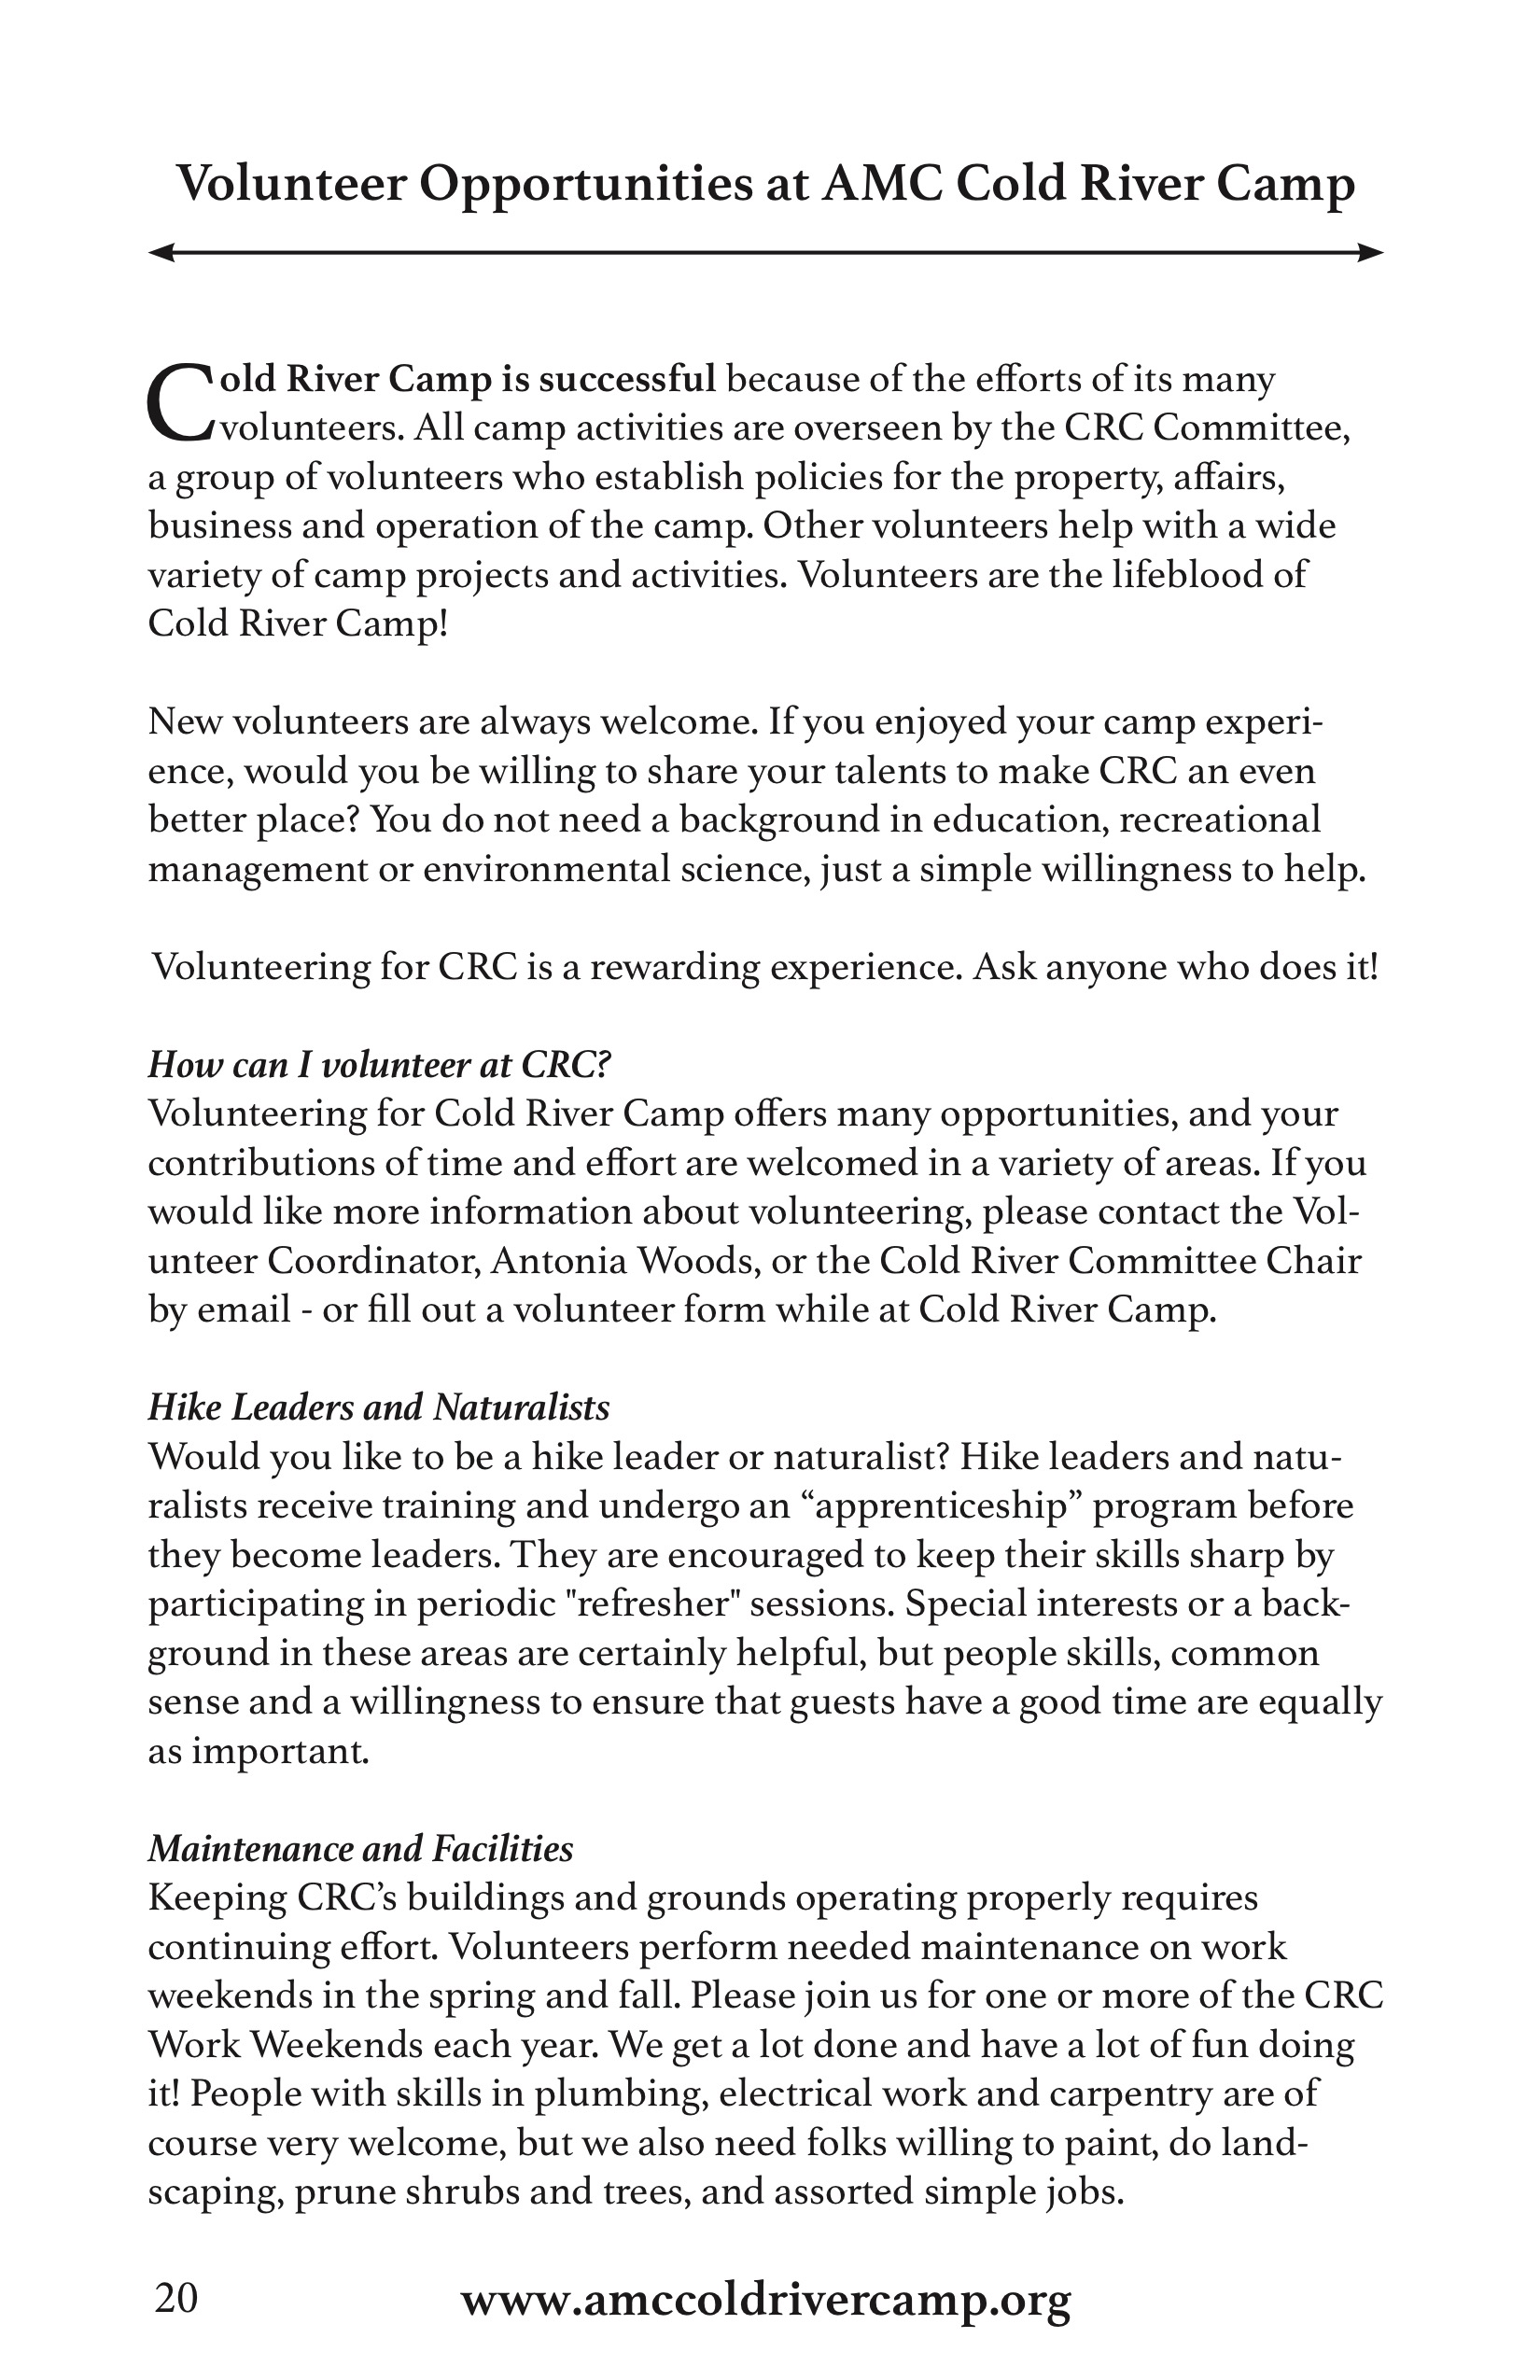 Volunteer Opportunities at AMC Cold River Camp
Cold River Camp is successful because of the efforts of its many
volunteers. All camp activities are overseen by the CRC Committee,
a group of volunteers who establish policies for the property, affairs,
business and operation of the camp. Other volunteers help with a wide
variety of camp projects and activities. Volunteers are the lifeblood of
Cold River Camp!
New volunteers are always welcome. If you enjoyed your camp experi-
ence, would you be willing to share your talents to make CRC an even
better place? You do not need a background in education, recreational
management or environmental science, just a simple willingness to help.
Volunteering for CRC is a rewarding experience. Ask anyone who does it!
How can I volunteer at CRC?
Volunteering for Cold River Camp offers many opportunities, and your
contributions of time and effort are welcomed in a variety of areas. If you
would like more information about volunteering, please contact the Vol-
unteer Coordinator, Antonia Woods, or the Cold River Committee Chair
by email - or fill out a volunteer form while at Cold River Camp.
Hike Leaders and Naturalists
Would you like to be a hike leader or naturalist? Hike leaders and natu-
ralists receive training and undergo an “apprenticeship” program before
they become leaders. They are encouraged to keep their skills sharp by
participating in periodic "refresher" sessions. Special interests or a back-
ground in these areas are certainly helpful, but people skills, common
sense and a willingness to ensure that guests have a good time are equally
as important.
Maintenance and Facilities
Keeping CRC’s buildings and grounds operating properly requires
continuing effort. Volunteers perform needed maintenance on work
weekends in the spring and fall. Please join us for one or more of the CRC
Work Weekends each year. We get a lot done and have a lot of fun doing
it! People with skills in plumbing, electrical work and carpentry are of
course very welcome, but we also need folks willing to paint, do land-
scaping, prune shrubs and trees, and assorted simple jobs.
20 www.amccoldrivercamp.org